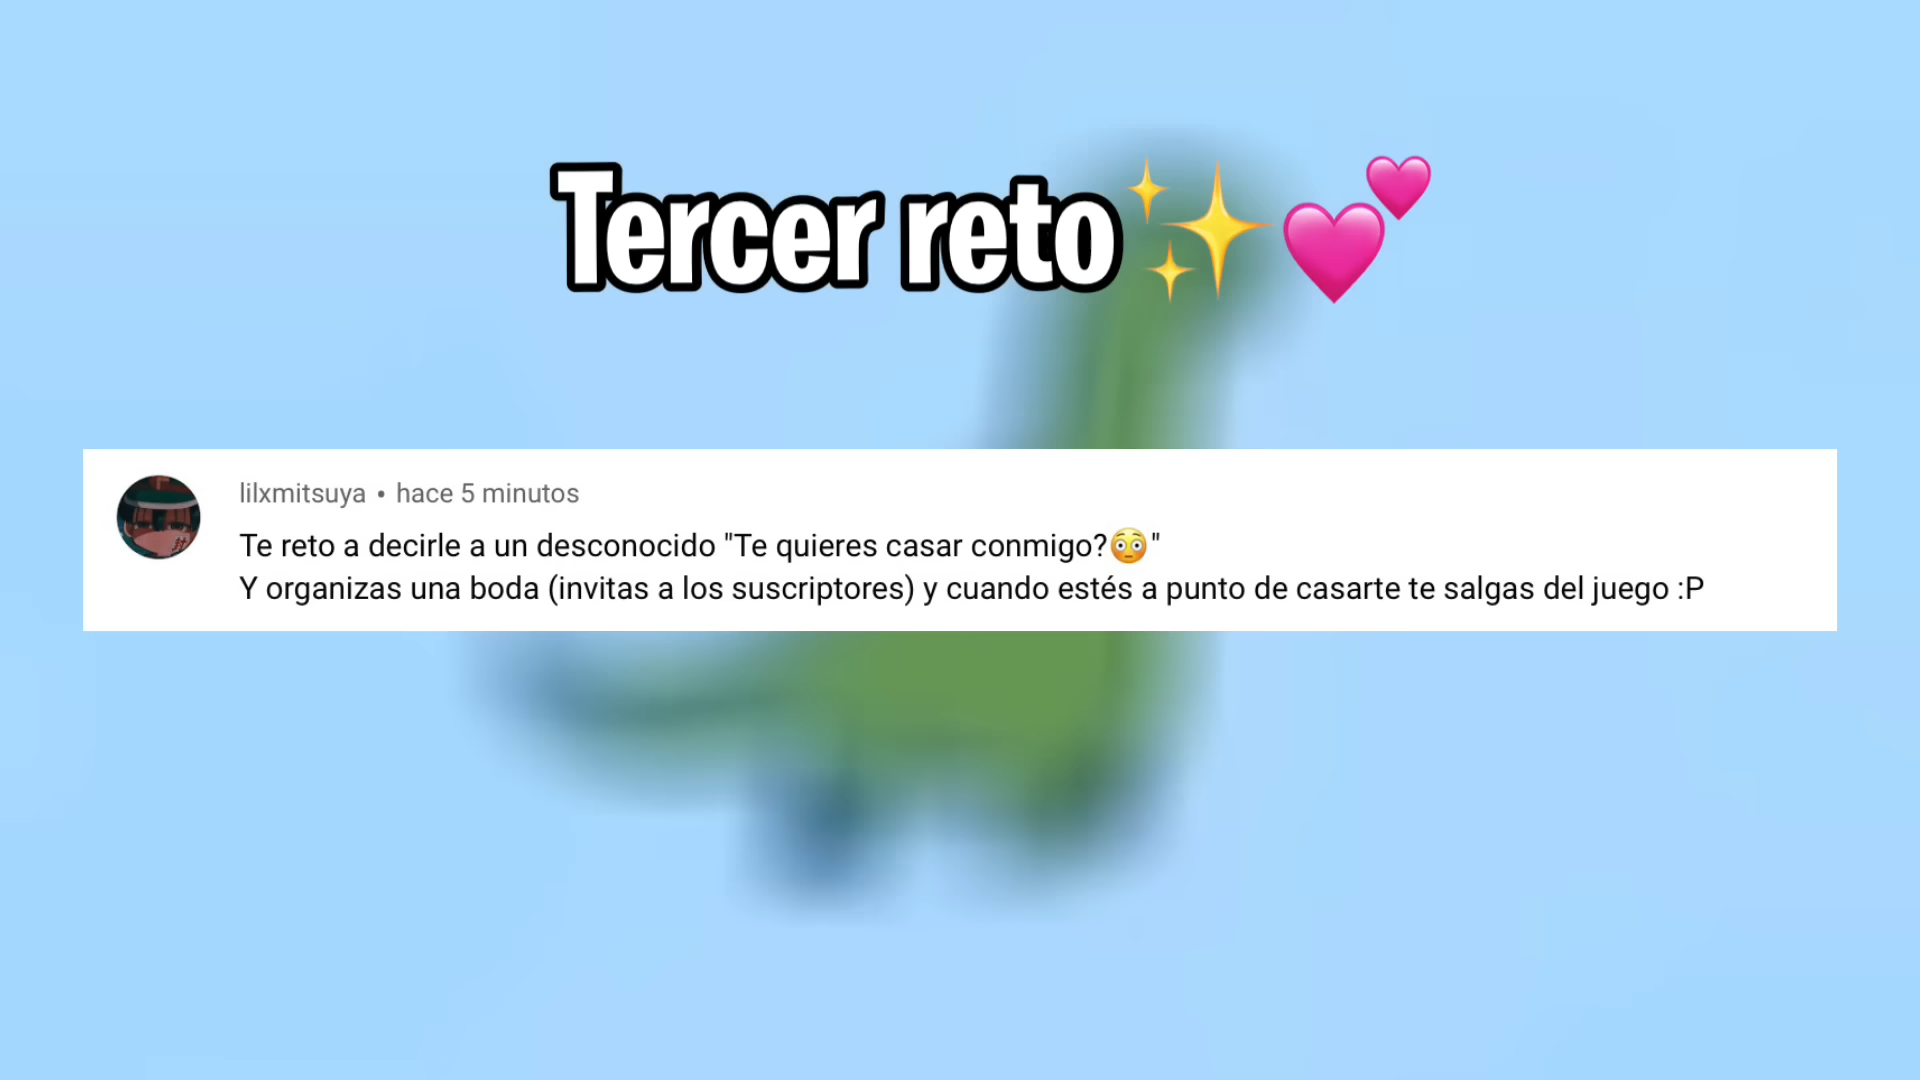 Tercer reto✨💕
lilxmitsuya • hace 5 minutos
Te reto a decirle a un desconocido "Te quieres casar conmigo?😳"
Y organizas una boda (invitas a los suscriptores) y cuando estés a punto de casarte te salgas del juego :P